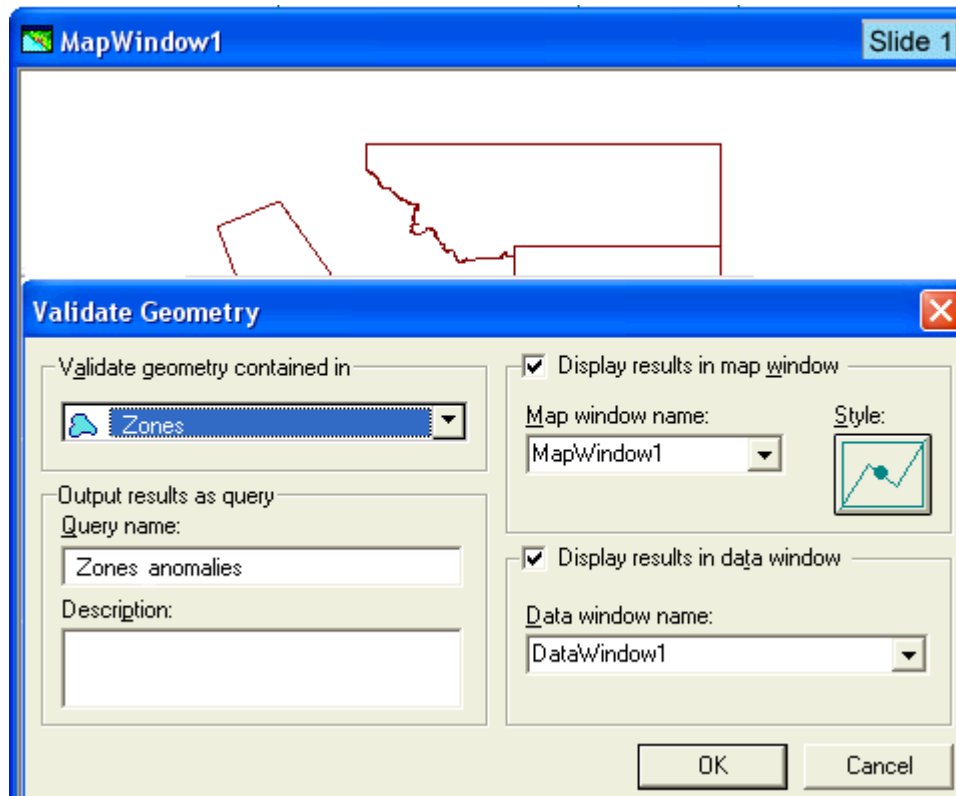 MapWindow1
Slide 1
Validate Geometry
Validate geometry contained in
Zones
Output results as query
Query name:
Zones anomalies
Description:
Display results in map window
Map window name:
Style:
MapWindow1
Display results in data window
Data window name:
DataWindow1
OK
Cancel